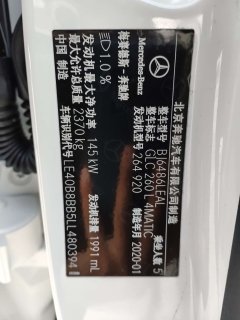 Mercedes-Benz
北京奔驰汽车有限公司制造
梅赛德斯-奔驰牌
整车型号 BJ6486LEAL 乘坐人数 5
整车标志 GLC 260 L 4MATIC
1.0 %
发动机型号 264 920 制造年月 2020-01
发动机最大净功率 145 kW 发动机排量 1991 mL
最大允许总质量 2370 kg
车辆识别代号 LE40B8BB5LL480394
中国 制造